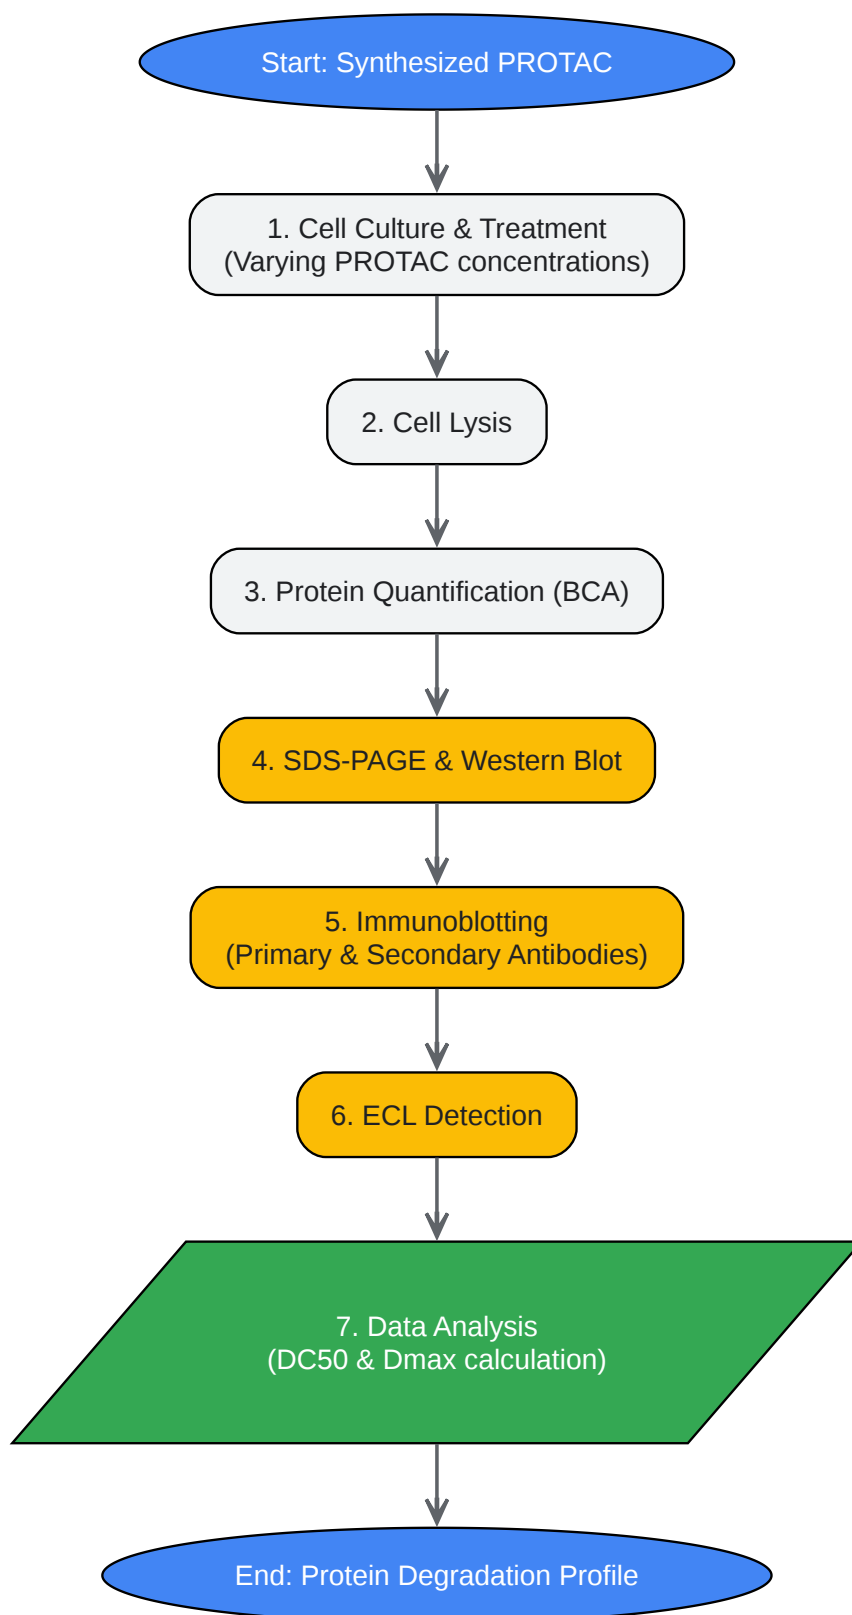 Start: Synthesized PROTAC
1. Cell Culture & Treatment
(Varying PROTAC concentrations)
2. Cell Lysis
3. Protein Quantification (BCA)
4. SDS-PAGE & Western Blot
5. Immunoblotting
(Primary & Secondary Antibodies)
6. ECL Detection
7. Data Analysis
(DC50 & Dmax calculation)
End: Protein Degradation Profile